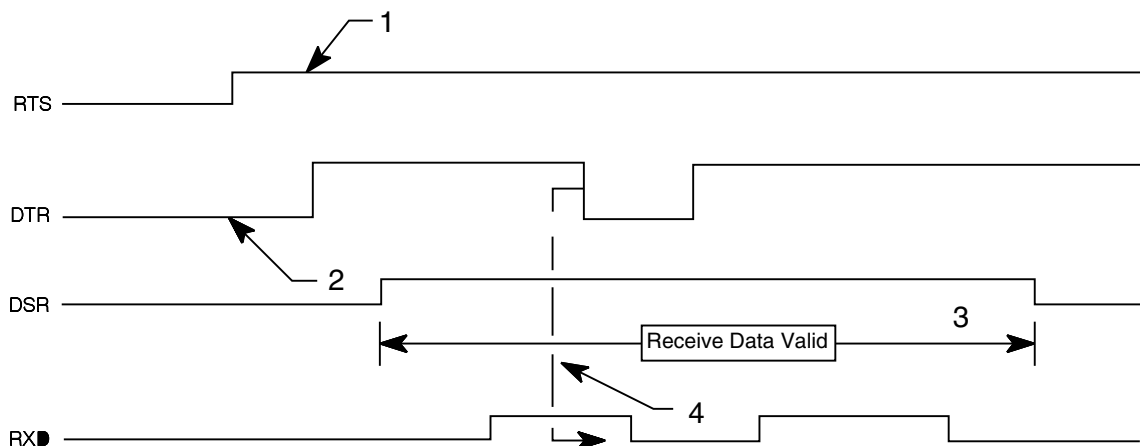 1
RTS
DTR
2
DSR
3
Receive Data Valid
4
RXD